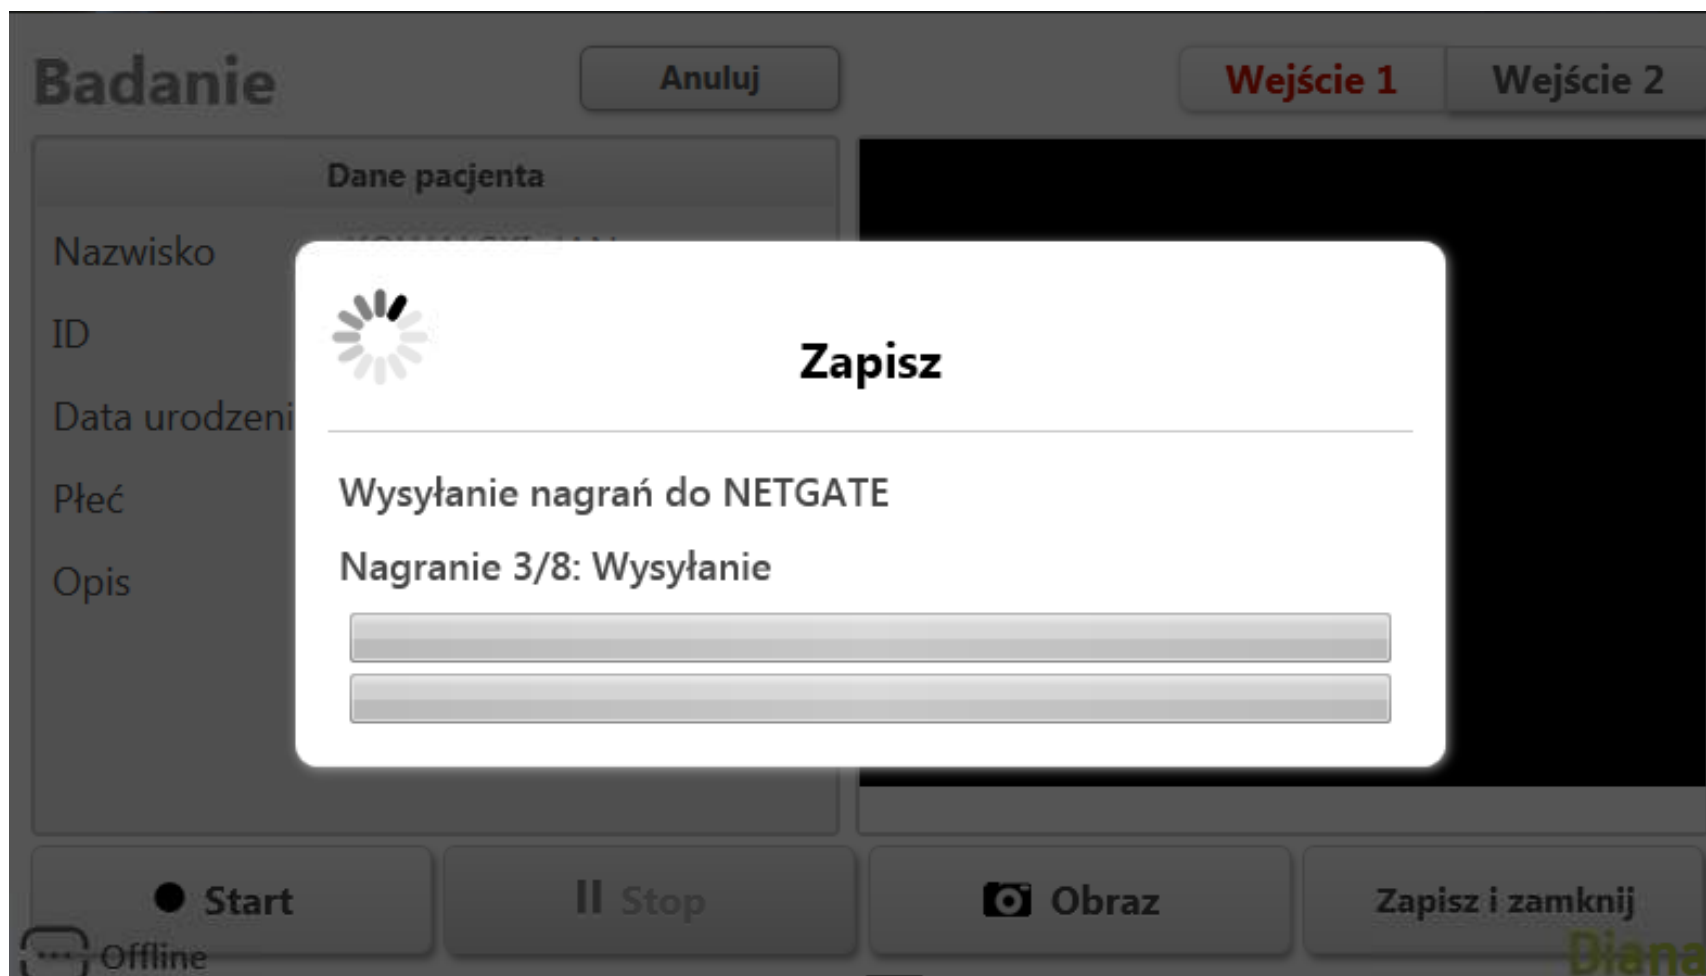 Badanie
Anuluj
Wejście 1
Wejście 2
Dane pacjenta
Nazwisko
ID
Data urodzeni
Płeć
Opis
Zapisz
Wysyłanie nagrań do NETGATE
Nagranie 3/8: Wysyłanie
Start
Stop
Obraz
Zapisz i zamknij
Offline
Diana